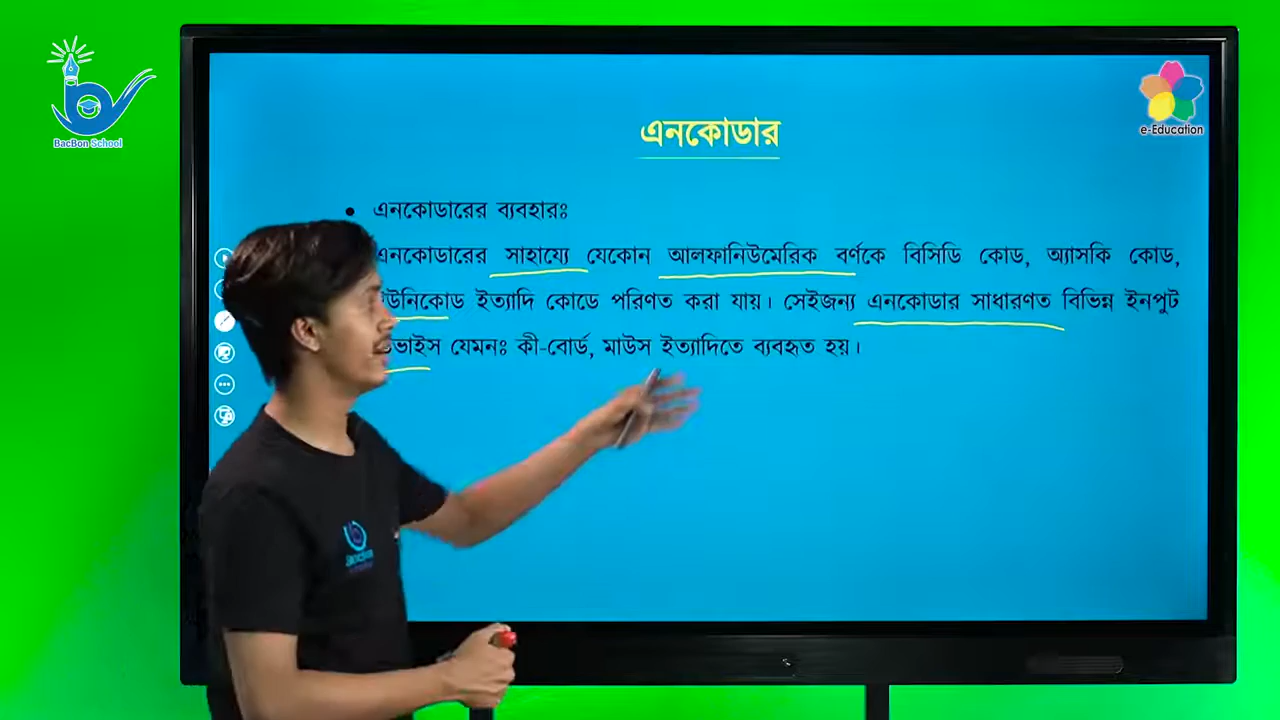 BacBon School
e-Education
এনকোডার
• এনকোডারের ব্যবহারঃ
এনকোডারের সাহায্যে যেকোন আলফানিউমেরিক বর্ণকে বিসিডি কোড, অ্যাসকি কোড,
ইউনিকোড ইত্যাদি কোডে পরিণত করা যায়। সেইজন্য এনকোডার সাধারণত বিভিন্ন ইনপুট
যেমনঃ কী-বোর্ড, মাউস ইত্যাদিতে ব্যবহৃত হয়।